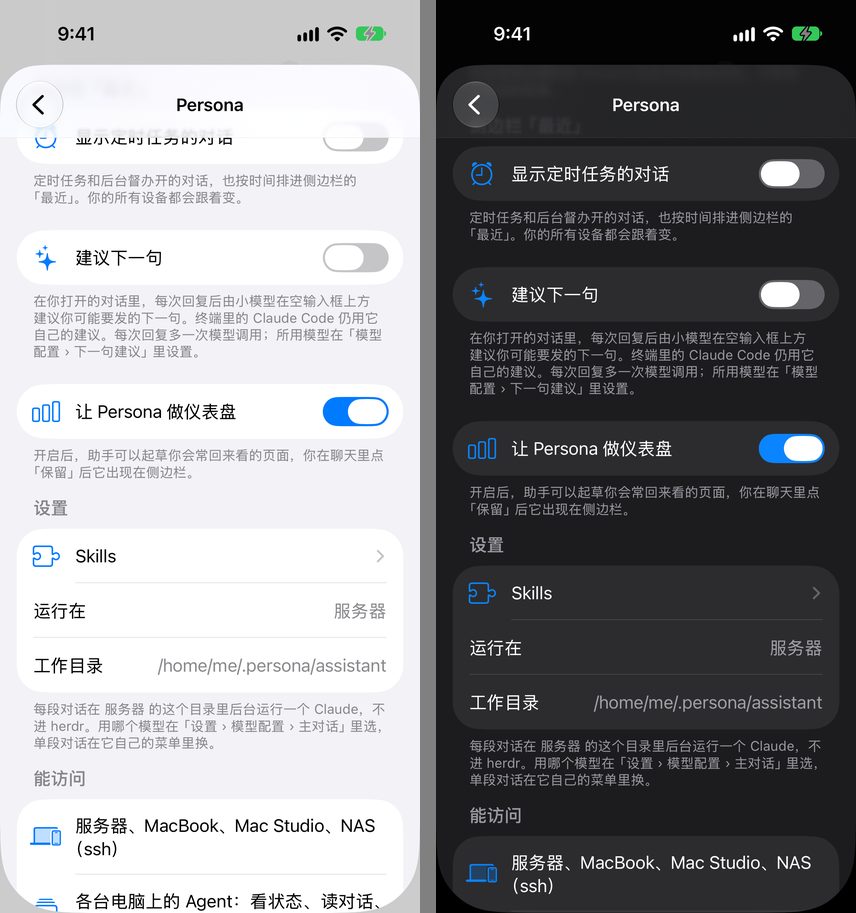 9:41
Persona
显示定时任务的对话
定时任务和后台督办开的对话，也按时间排进侧边栏的
「最近」。你的所有设备都会跟着变。
建议下一句
在你打开的对话里，每次回复后由小模型在空输入框上方
建议你可能要发的下一句。终端里的 Claude Code 仍用它
自己的建议。每次回复多一次模型调用；所用模型在「模型
配置 › 下一句建议」里设置。
让 Persona 做仪表盘
开启后，助手可以起草你会常回来看的页面，你在聊天里点
「保留」后它出现在侧边栏。
设置
Skills
运行在 服务器
工作目录 /home/me/.persona/assistant
每段对话在 服务器 的这个目录里后台运行一个 Claude，不
进 herdr。用哪个模型在「设置 › 模型配置 › 主对话」里选，
单段对话在它自己的菜单里换。
能访问
服务器、MacBook、Mac Studio、NAS
(ssh)
各台电脑上的 Agent：看状态、读对话、
9:41
Persona
显示定时任务的对话
定时任务和后台督办开的对话，也按时间排进侧边栏的
「最近」。你的所有设备都会跟着变。
建议下一句
在你打开的对话里，每次回复后由小模型在空输入框上方
建议你可能要发的下一句。终端里的 Claude Code 仍用它
自己的建议。每次回复多一次模型调用；所用模型在「模型
配置 › 下一句建议」里设置。
让 Persona 做仪表盘
开启后，助手可以起草你会常回来看的页面，你在聊天里点
「保留」后它出现在侧边栏。
设置
Skills
运行在 服务器
工作目录 /home/me/.persona/assistant
每段对话在 服务器 的这个目录里后台运行一个 Claude，不
进 herdr。用哪个模型在「设置 › 模型配置 › 主对话」里选，
单段对话在它自己的菜单里换。
能访问
服务器、MacBook、Mac Studio、NAS
(ssh)